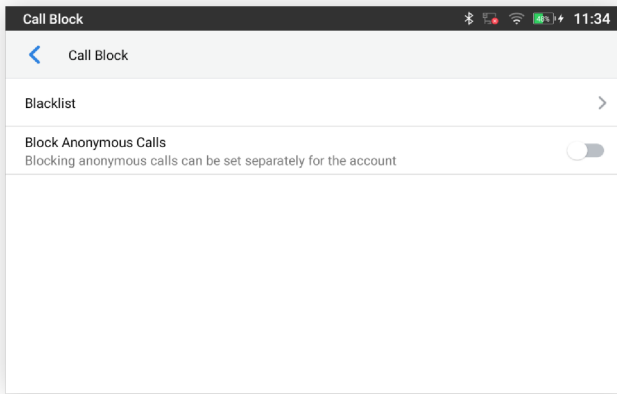 Call Block
48%
11:34
Call Block
Blacklist
Block Anonymous Calls
Blocking anonymous calls can be set separately for the account